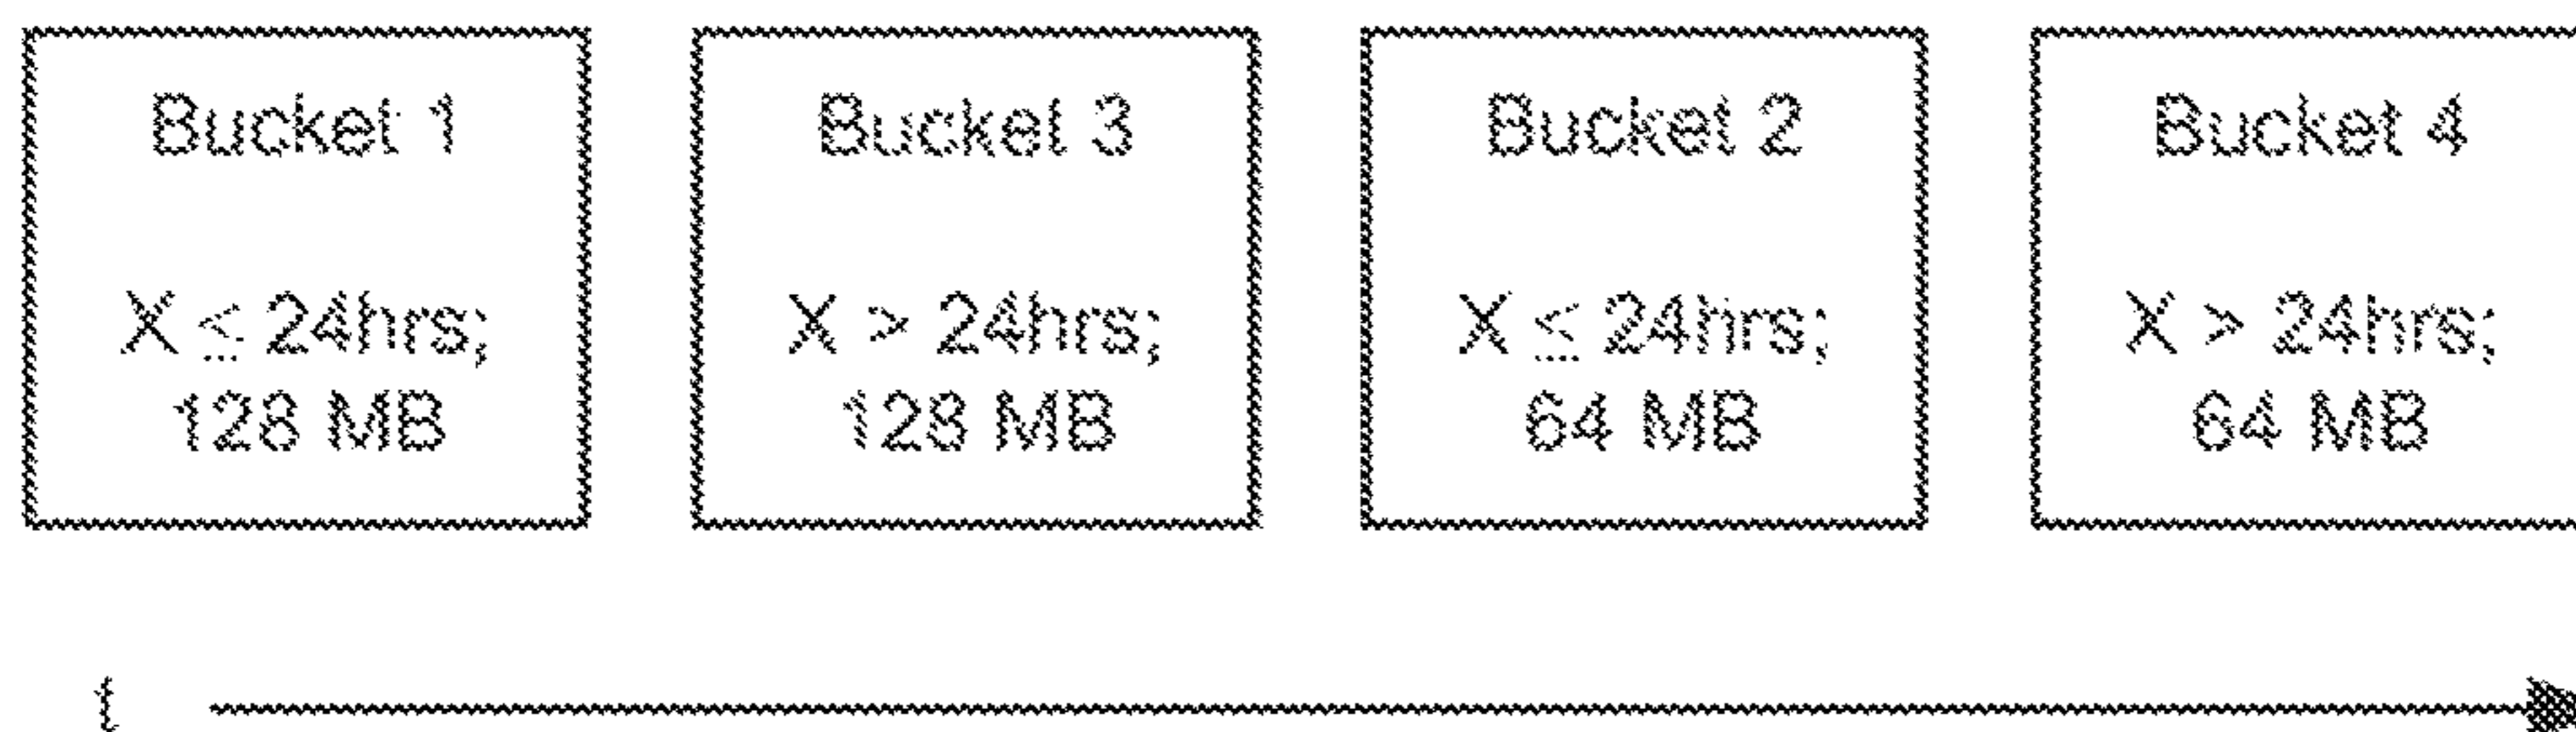 Bucket 1
X ≤ 24hrs;
128 MB
Bucket 3
X > 24hrs;
128 MB
Bucket 2
X ≤ 24hrs;
64 MB
Bucket 4
X > 24hrs;
64 MB
t